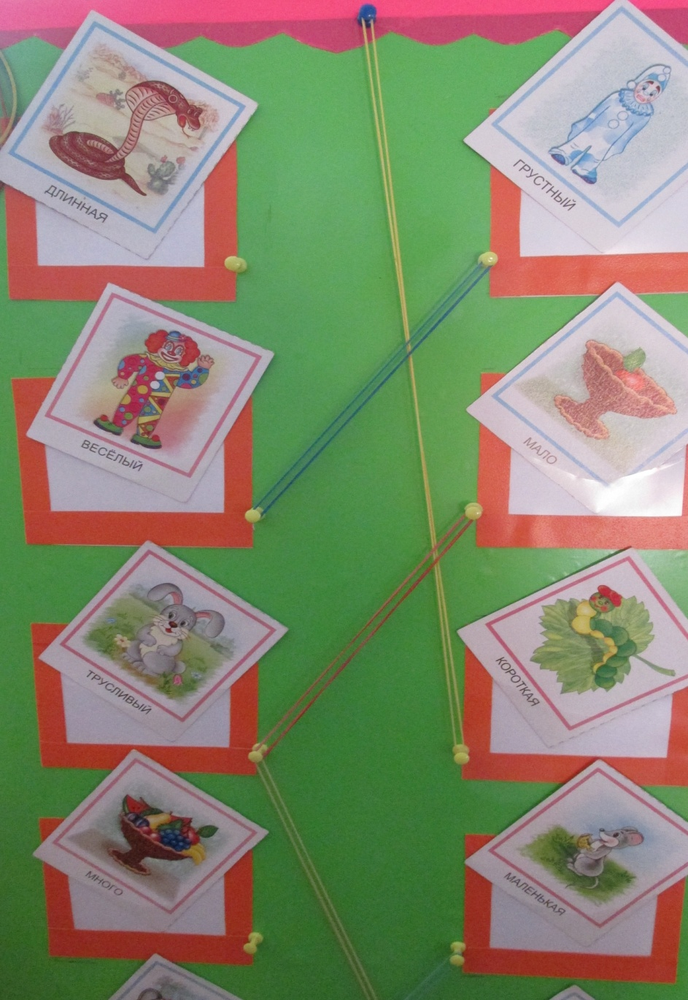 ДЛИННАЯ
ГРУСТНЫЙ
ВЕСЁЛЫЙ
МАЛО
ТРУСЛИВЫЙ
КОРОТКАЯ
МНОГО
МАЛЕНЬКАЯ